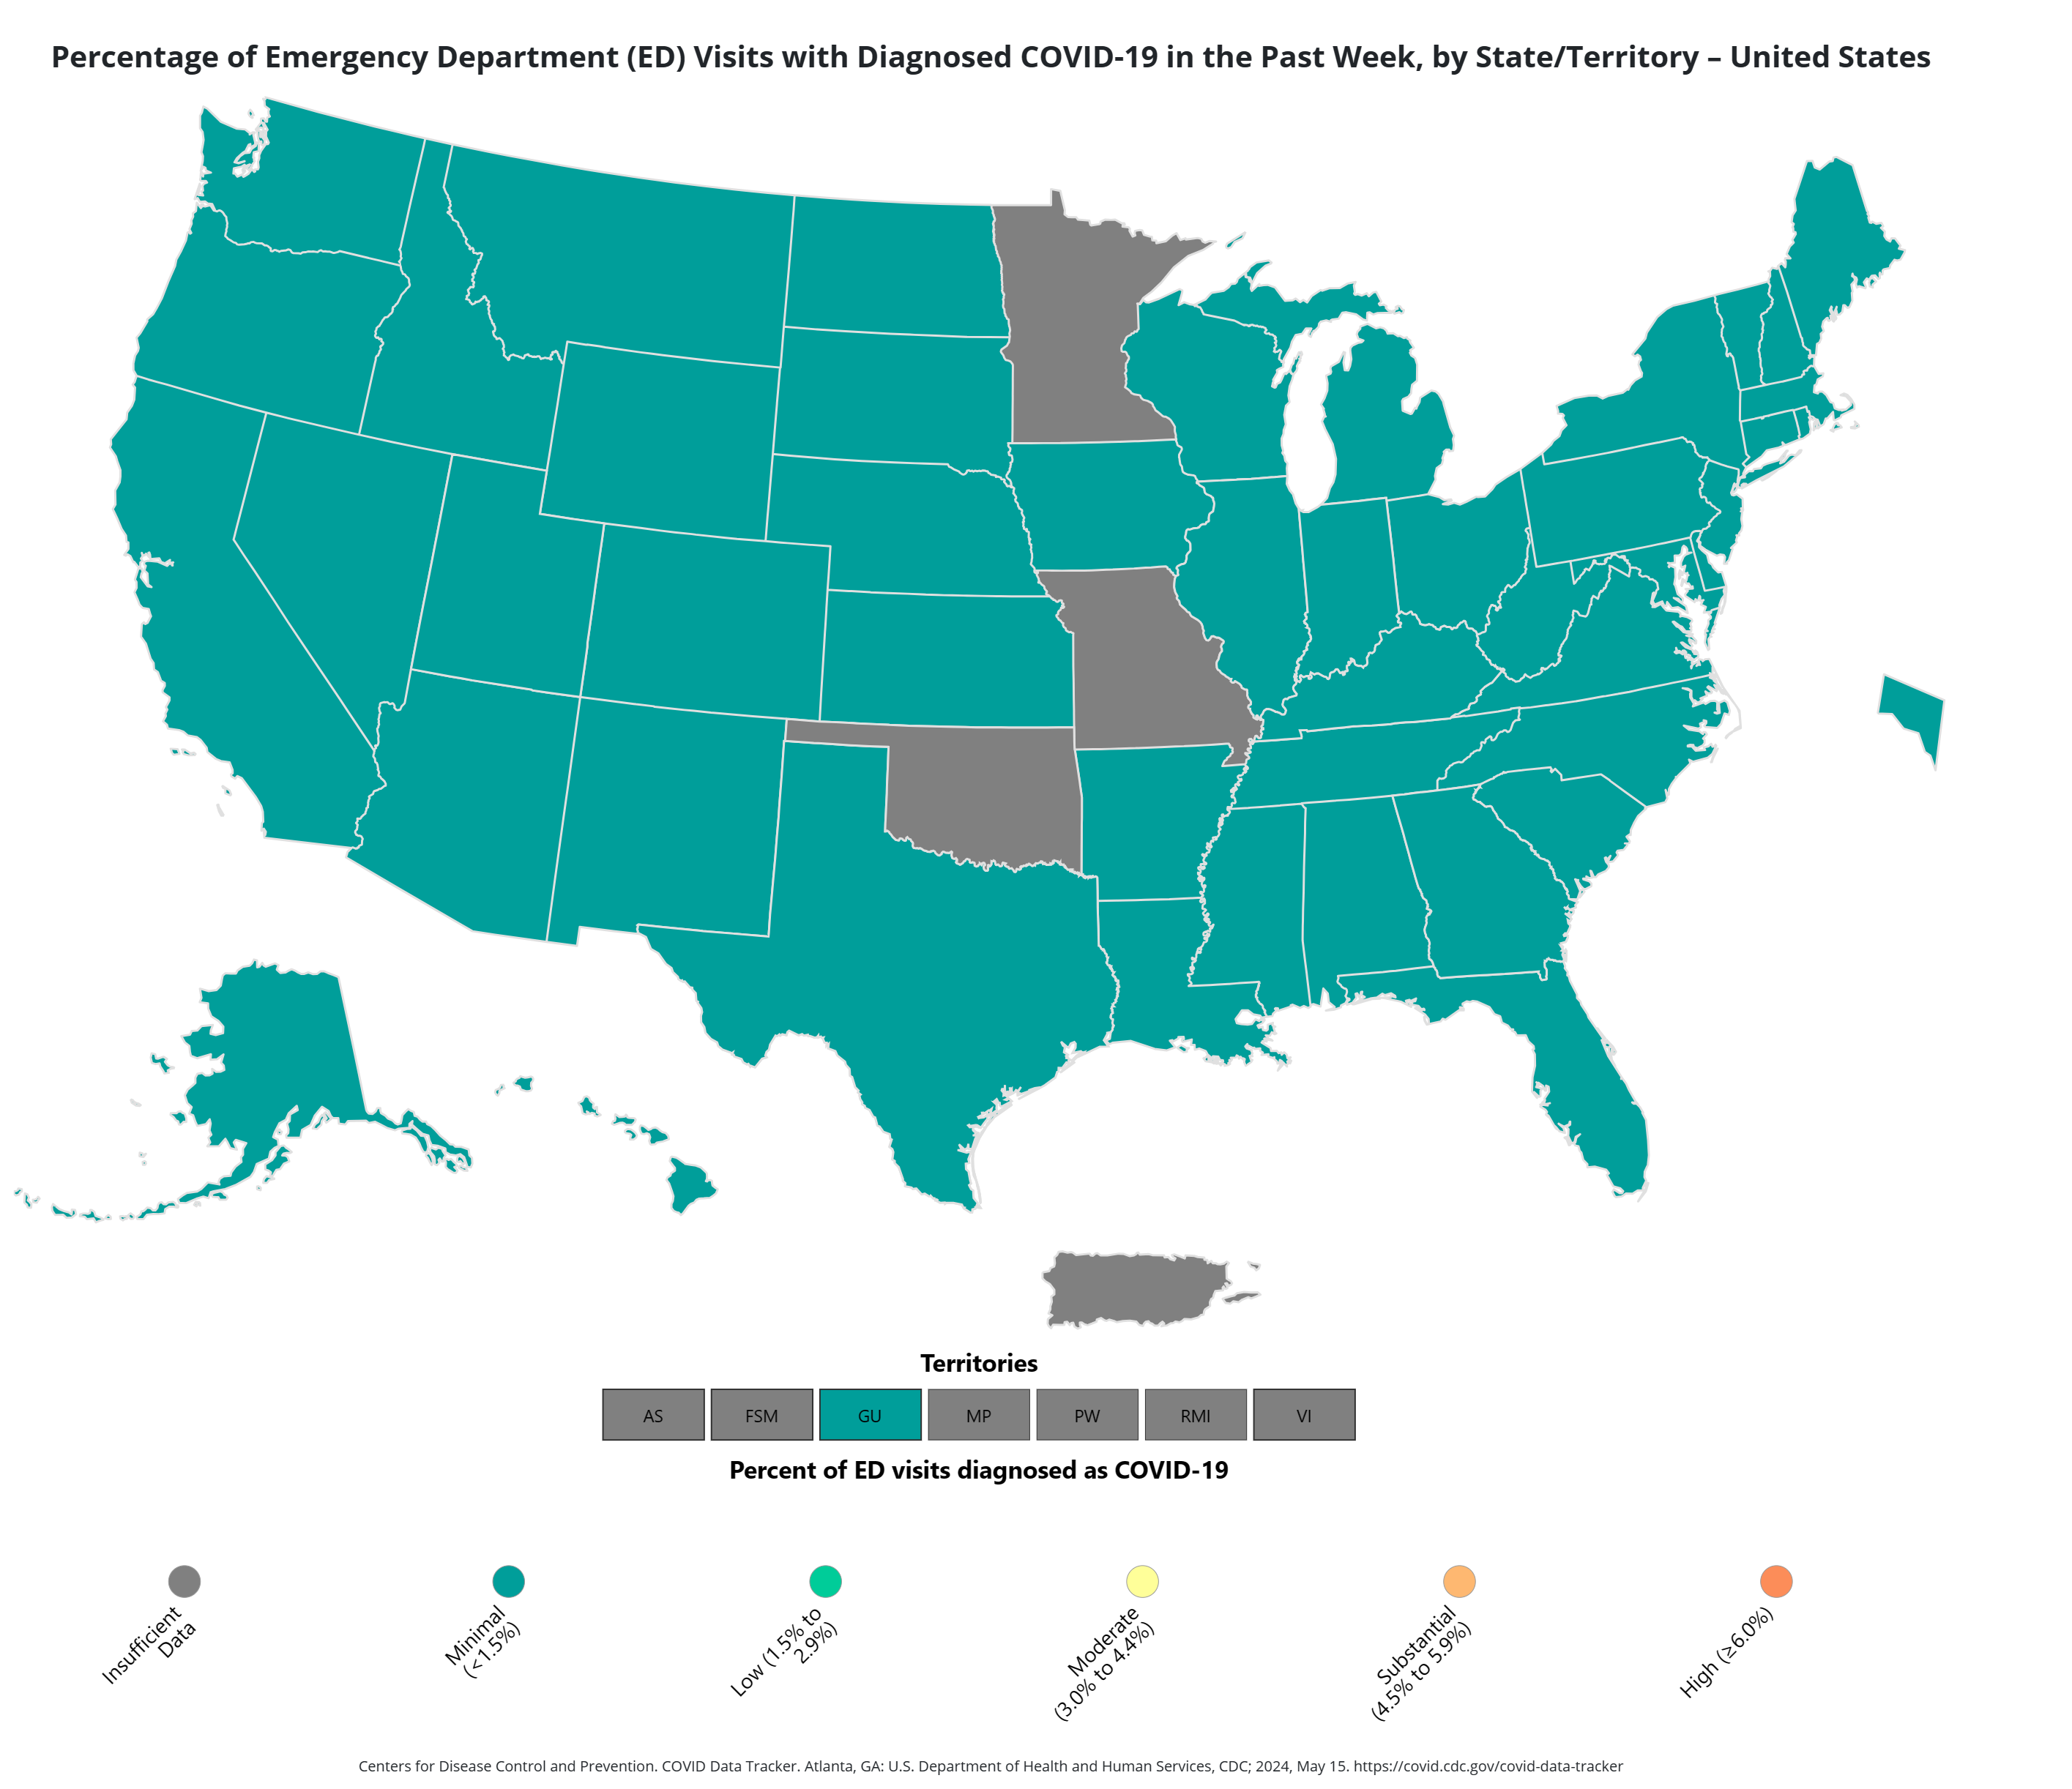 Percentage of Emergency Department (ED) Visits with Diagnosed COVID-19 in the Past Week, by State/Territory – United States
Territories
AS
FSM
GU
MP
PW
RMI
VI
Percent of ED visits diagnosed as COVID-19
Insufficient
Data
Minimal
(<1.5%)
Low (1.5% to
2.9%)
Moderate
(3.0% to 4.4%)
Substantial
(4.5% to 5.9%)
High (≥6.0%)
Centers for Disease Control and Prevention. COVID Data Tracker. Atlanta, GA: U.S. Department of Health and Human Services, CDC; 2024, May 15. https://covid.cdc.gov/covid-data-tracker